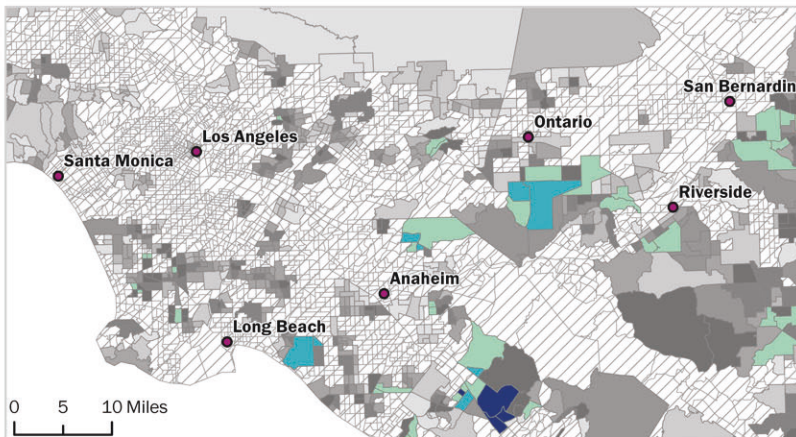 San Bernardin
Los Angeles
Ontario
Santa Monica
Riverside
Anaheim
Long Beach
0 5 10 Miles